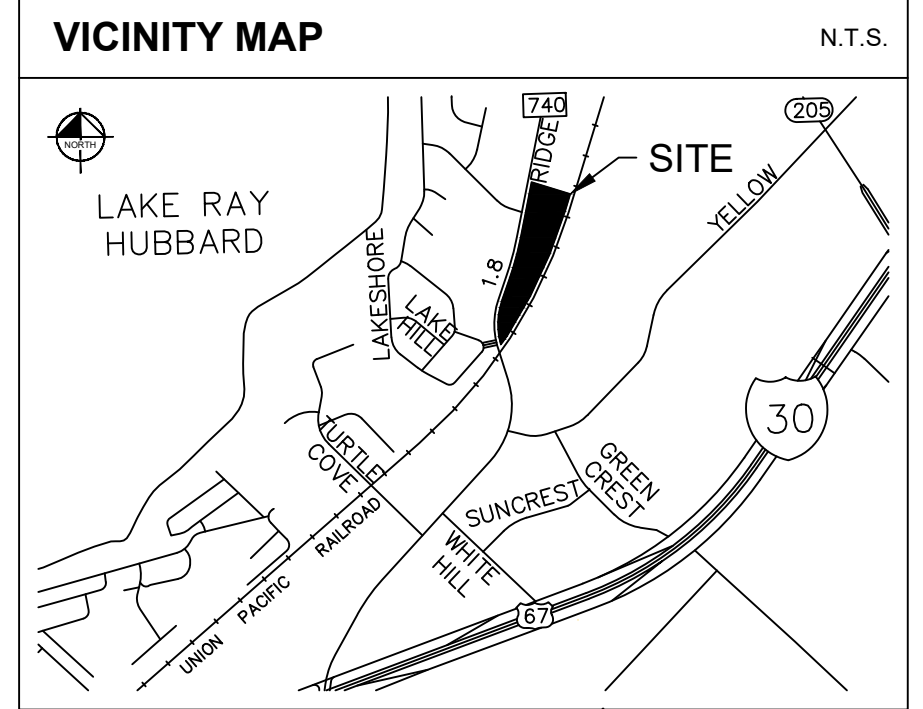 VICINITY MAP
N.T.S.
NORTH
LAKE RAY
HUBBARD
740
RIDGE
SITE
205
YELLOW
1.8
LAKESHORE
LAKE
HILL
30
TURTLE
COVE
GREEN
CREST
SUNCREST
WHITE
HILL
UNION PACIFIC RAILROAD
67